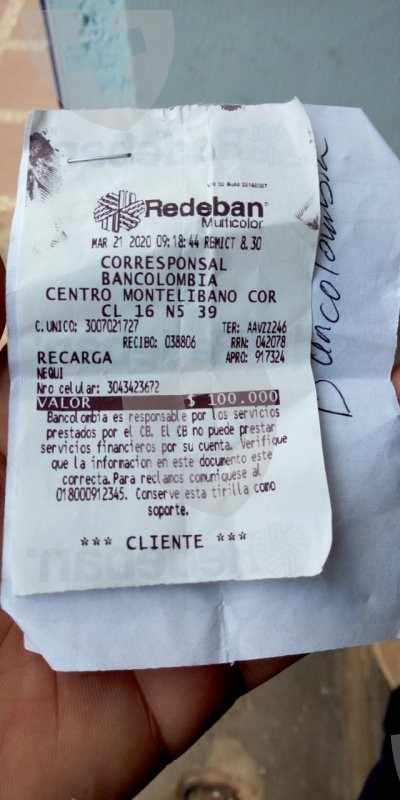 Redeban
Multicolor
MAR 21 2020 09:18:44 REMICT 8.30
CORRESPONSAL
BANCOLOMBIA
CENTRO MONTELIBANO COR
CL 16 N5 39
C.UNICO: 3007021727 TER: AAVZZ246
RECIBO: 038806 RRN: 042078
RECARGA APRO: 917324
NEQUI
Nro celular: 3043423672
VALOR $ 100.000
Bancolombia es responsable por los servicios
prestados por el CB. EL CB no puede prestar
servicios financieros por su cuenta. Verifique
que la informacion en este documento este
correcta. Para reclamos comuniquese al
018000912345. Conserve esta tirilla como
soporte.
*** CLIENTE ***
Bancolombia